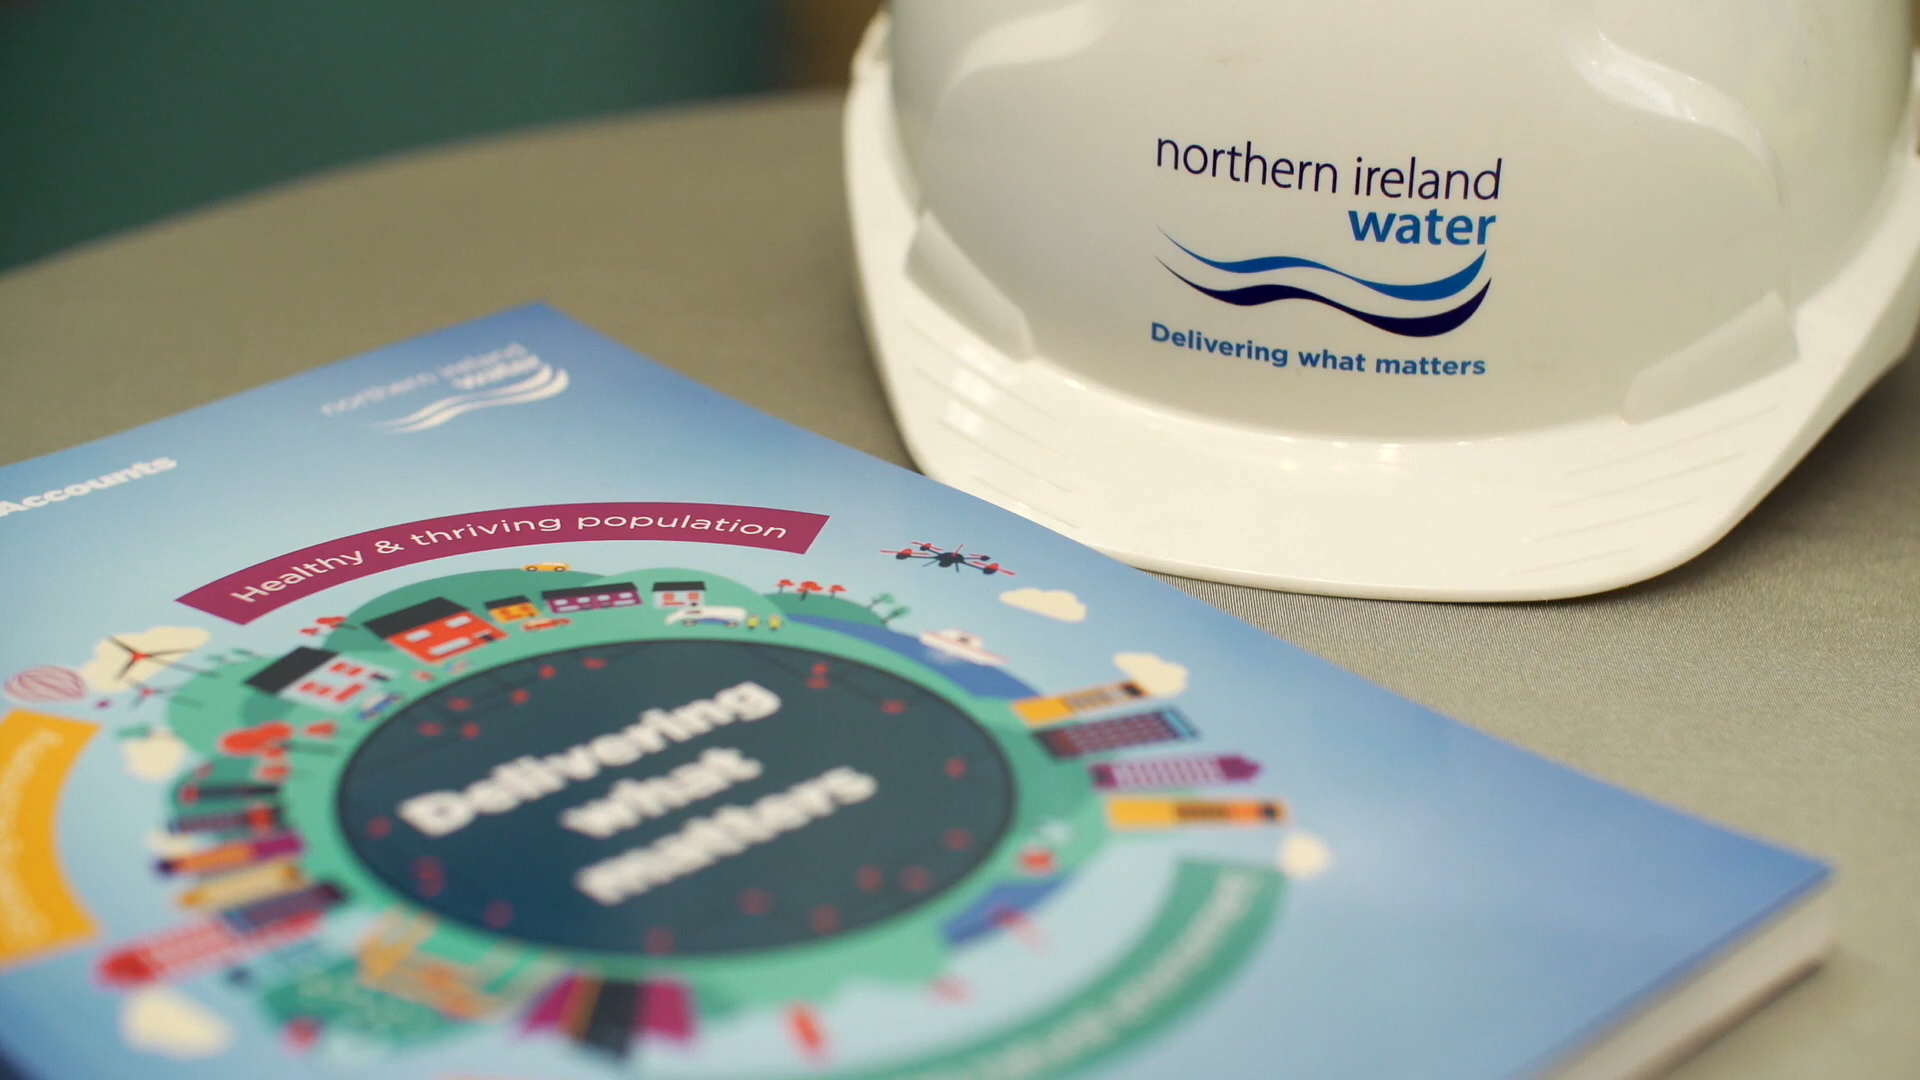 northern ireland
water
Delivering what matters
northern ireland
water
Accounts
Healthy & thriving population
Delivering
what
matters